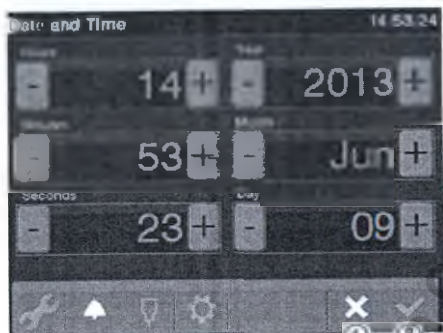 Date and Time 14 53:24
Hours Year
- 14 + - 2013 +
Minutes Month
- 53 + - Jun +
Seconds Day
- 23 + - 09 +